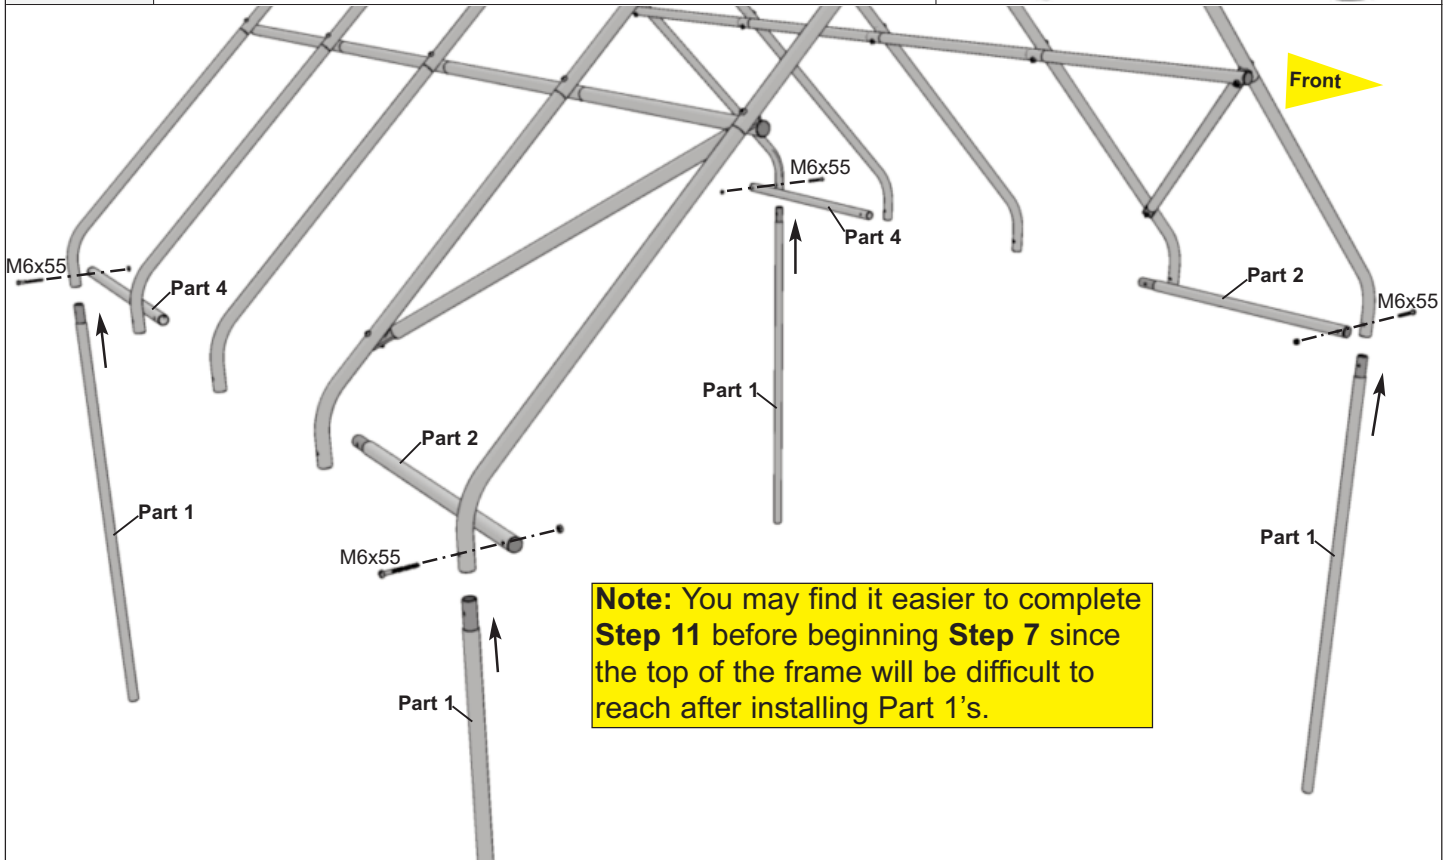 Front
M6x55
Part 4
M6x55
Part 4
Part 2
M6x55
Part 1
Part 2
Part 1
Part 1
M6x55
Note: You may find it easier to complete
Step 11 before beginning Step 7 since
the top of the frame will be difficult to
reach after installing Part 1's.
Part 1